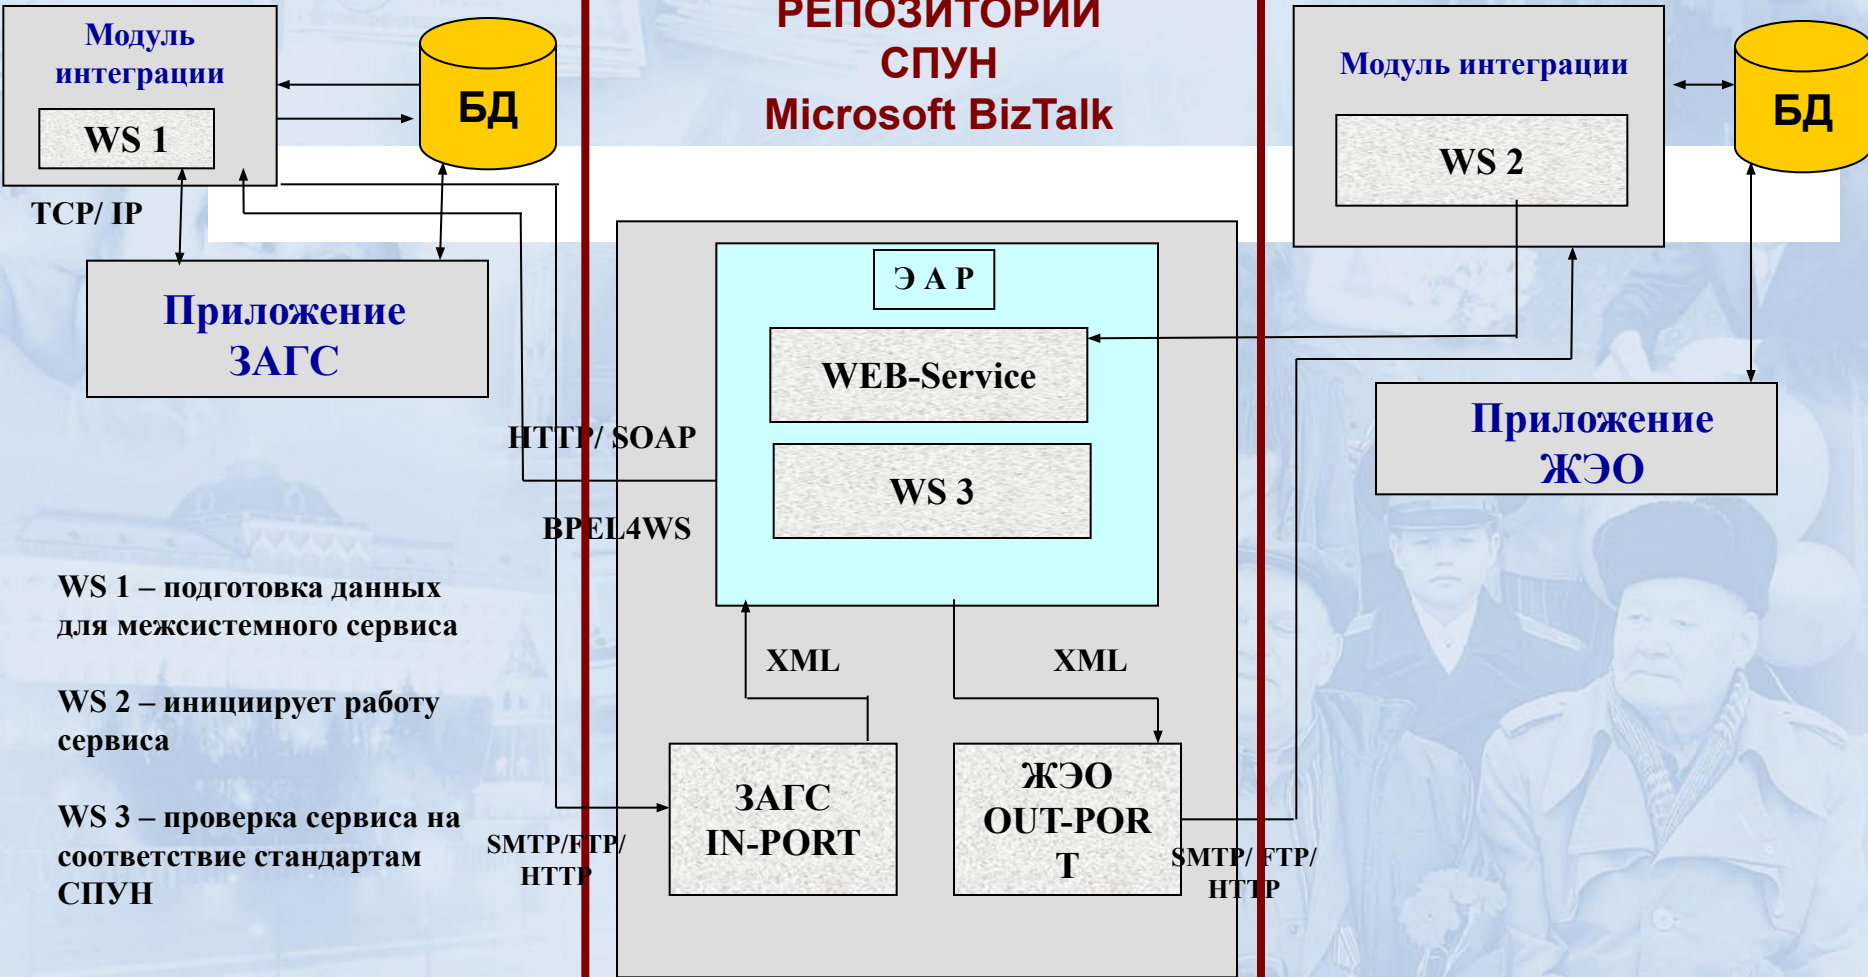 Модуль
интеграции
WS 1
БД
TCP/ IP
Приложение
ЗАГС
РЕПОЗИТОРИЙ
СПУН
Microsoft BizTalk
Модуль интеграции
WS 2
БД
Приложение
ЖЭО
Э А Р
WEB-Service
WS 3
HTTP/ SOAP
BPEL4WS
XML
XML
ЗАГС
IN-PORT
ЖЭО
OUT-POR
T
SMTP/FTP/
HTTP
SMTP/ FTP/
HTTP
WS 1 – подготовка данных
для межсистемного сервиса
WS 2 – инициирует работу
сервиса
WS 3 – проверка сервиса на
соответствие стандартам
СПУН